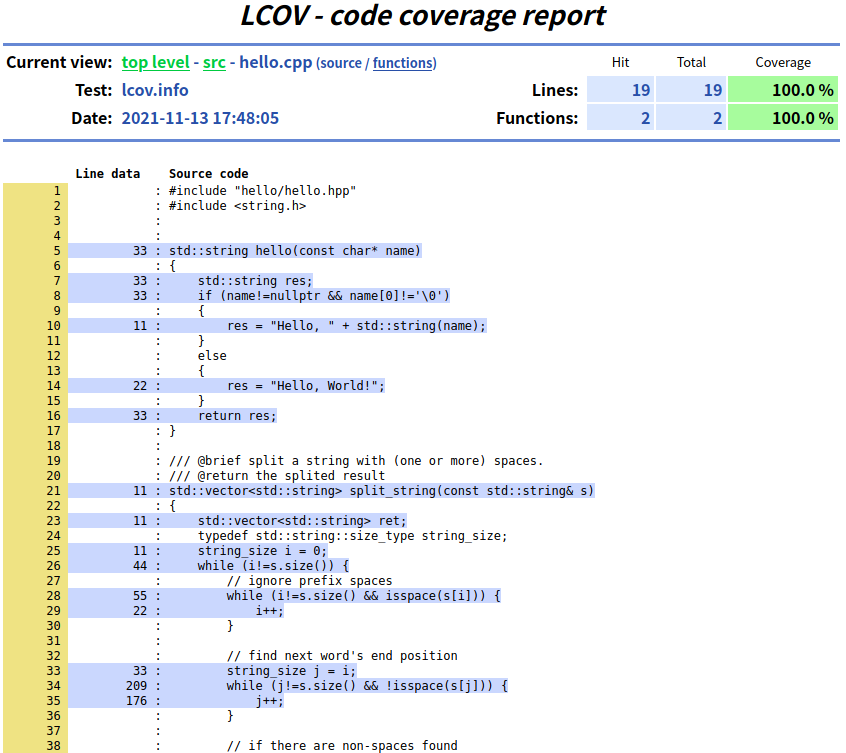 LCOV - code coverage report
Current view: top level - src - hello.cpp (source / functions) Hit Total Coverage
Test: lcov.info Lines: 19 19 100.0 %
Date: 2021-11-13 17:48:05 Functions: 2 2 100.0 %
Line data Source code
1 : #include "hello/hello.hpp"
2 : #include <string.h>
3 :
4 :
5 33 : std::string hello(const char* name)
6 : {
7 33 :     std::string res;
8 33 :     if (name!=nullptr && name[0]!='\0')
9 :     {
10 11 :         res = "Hello, " + std::string(name);
11 :     }
12 :     else
13 :     {
14 22 :         res = "Hello, World!";
15 :     }
16 33 :     return res;
17 : }
18 :
19 : /// @brief split a string with (one or more) spaces.
20 : /// @return the splited result
21 11 : std::vector<std::string> split_string(const std::string& s)
22 : {
23 11 :     std::vector<std::string> ret;
24 :     typedef std::string::size_type string_size;
25 11 :     string_size i = 0;
26 44 :     while (i!=s.size()) {
27 :         // ignore prefix spaces
28 55 :         while (i!=s.size() && isspace(s[i])) {
29 22 :             i++;
30 :         }
31 :
32 :         // find next word's end position
33 33 :         string_size j = i;
34 209 :         while (j!=s.size() && !isspace(s[j])) {
35 176 :             j++;
36 :         }
37 :
38 :         // if there are non-spaces found